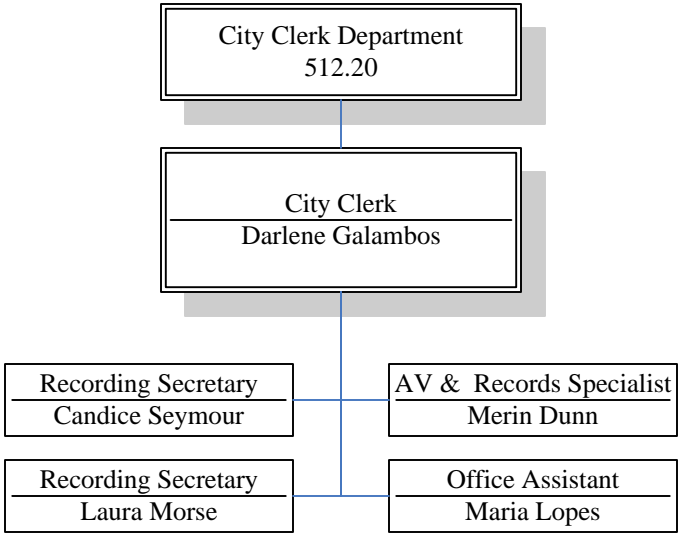 City Clerk Department
512.20
City Clerk
Darlene Galambos
Recording Secretary
Candice Seymour
AV & Records Specialist
Merin Dunn
Recording Secretary
Laura Morse
Office Assistant
Maria Lopes